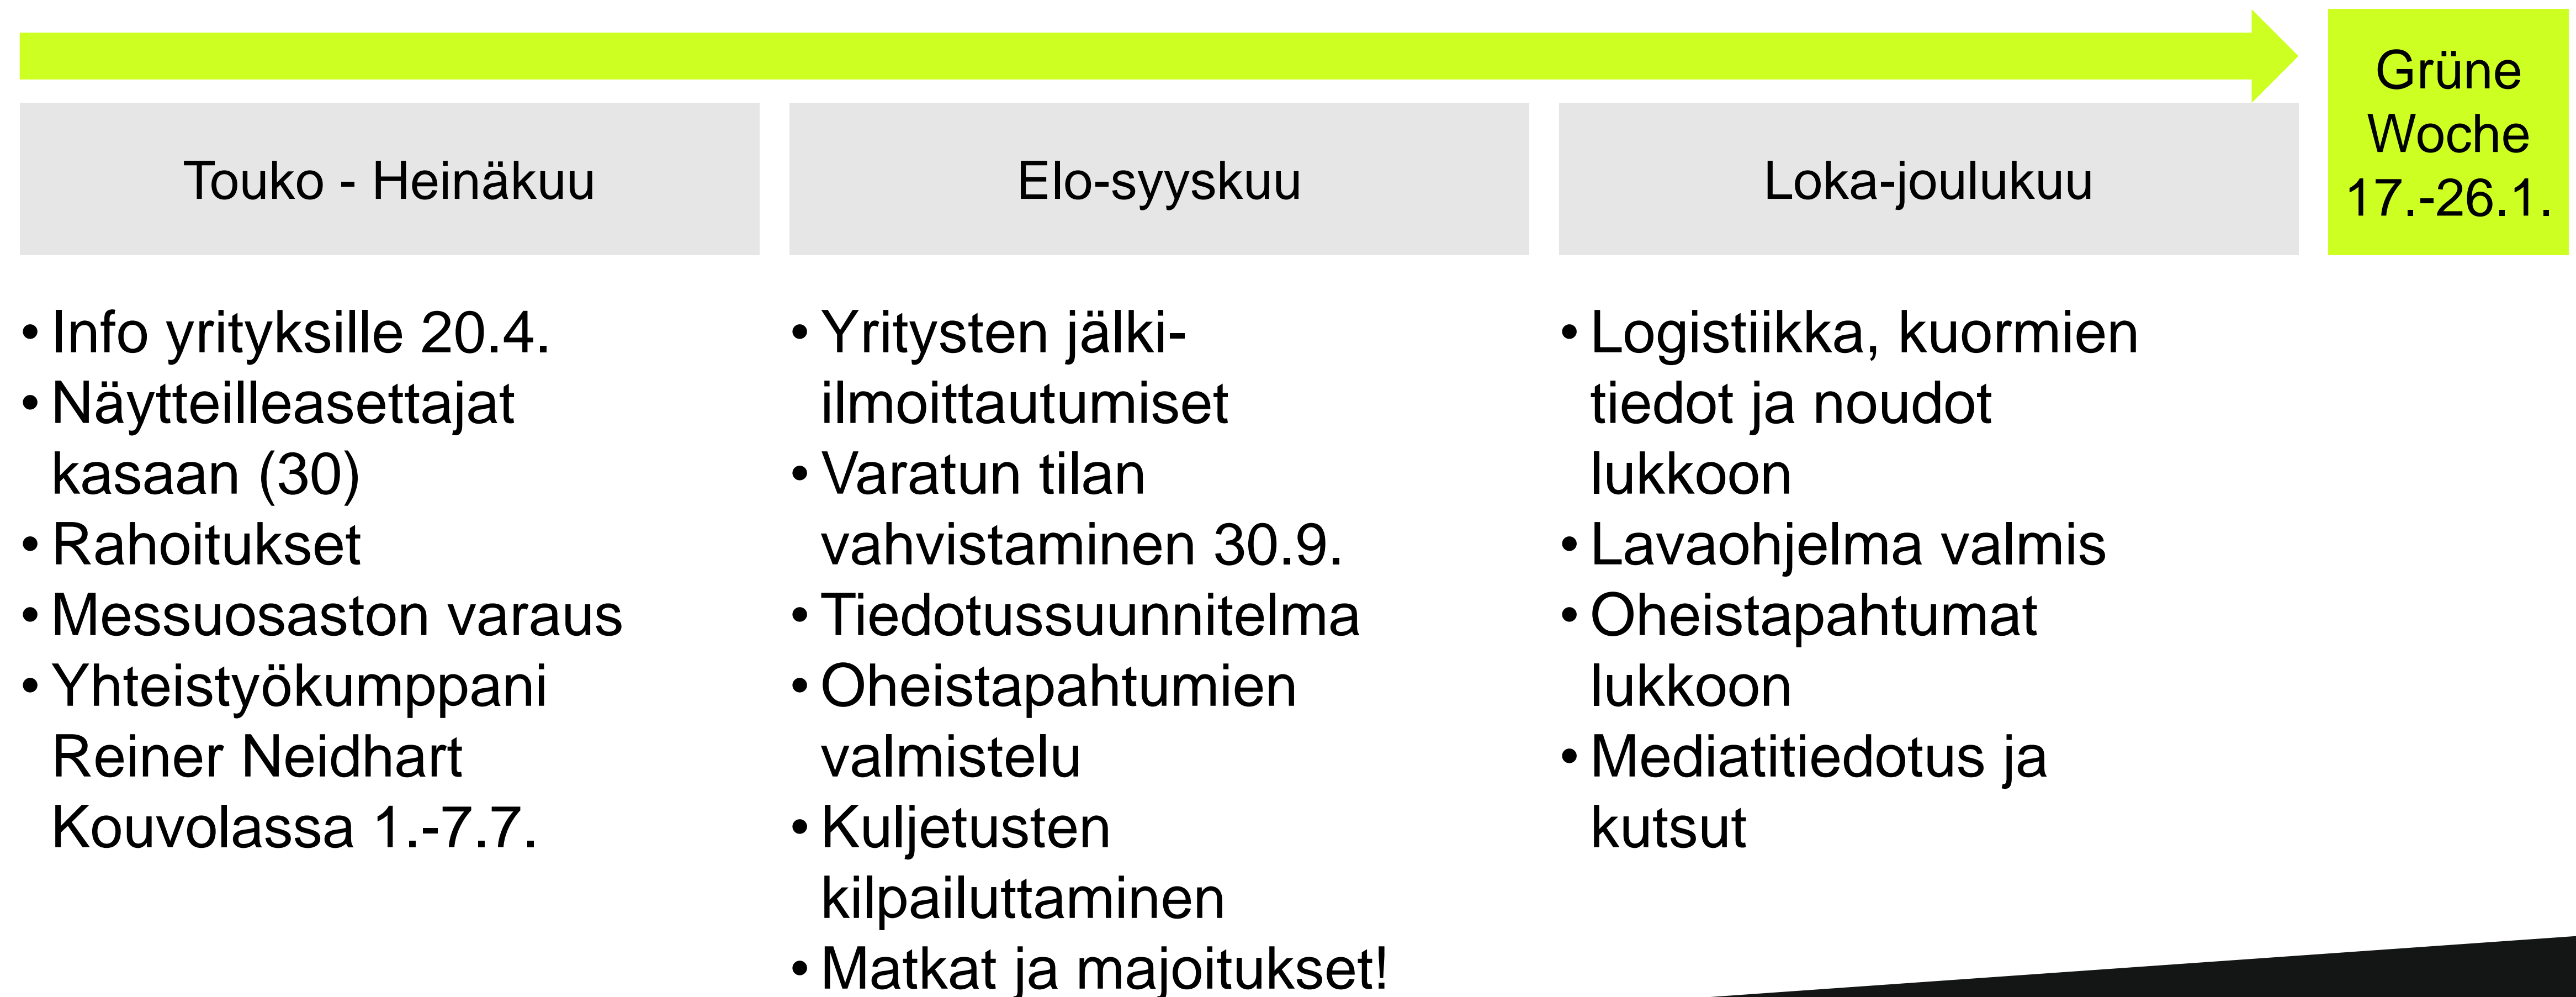 Touko - Heinäkuu
• Info yrityksille 20.4.
• Näytteilleasettajat
kasaan (30)
• Rahoitukset
• Messuosaston varaus
• Yhteistyökumppani
Reiner Neidhart
Kouvolassa 1.-7.7.
Elo-syyskuu
• Yritysten jälki-
ilmoittautumiset
• Varatun tilan
vahvistaminen 30.9.
• Tiedotussuunnitelma
• Oheistapahtumien
valmistelu
• Kuljetusten
kilpailuttaminen
• Matkat ja majoitukset!
Loka-joulukuu
• Logistiikka, kuormien
tiedot ja noudot
lukkoon
• Lavaohjelma valmis
• Oheistapahtumat
lukkoon
• Mediatitiedotus ja
kutsut
Grüne
Woche
17.-26.1.